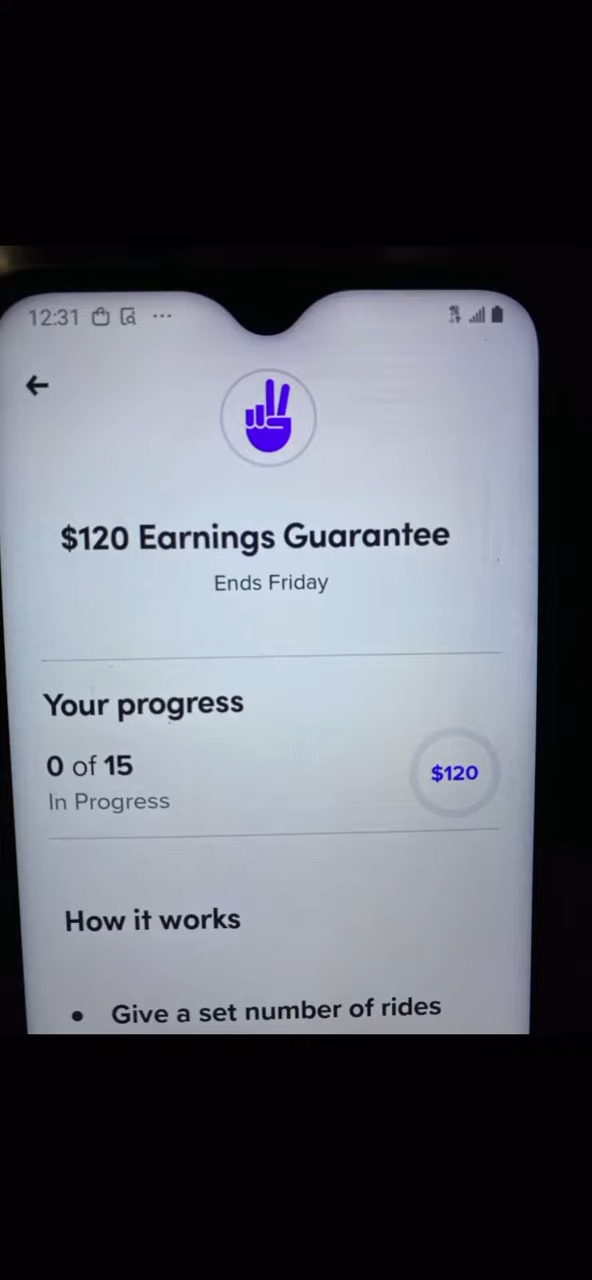 12:31
$120 Earnings Guarantee
Ends Friday
Your progress
0 of 15
In Progress
$120
How it works
• Give a set number of rides